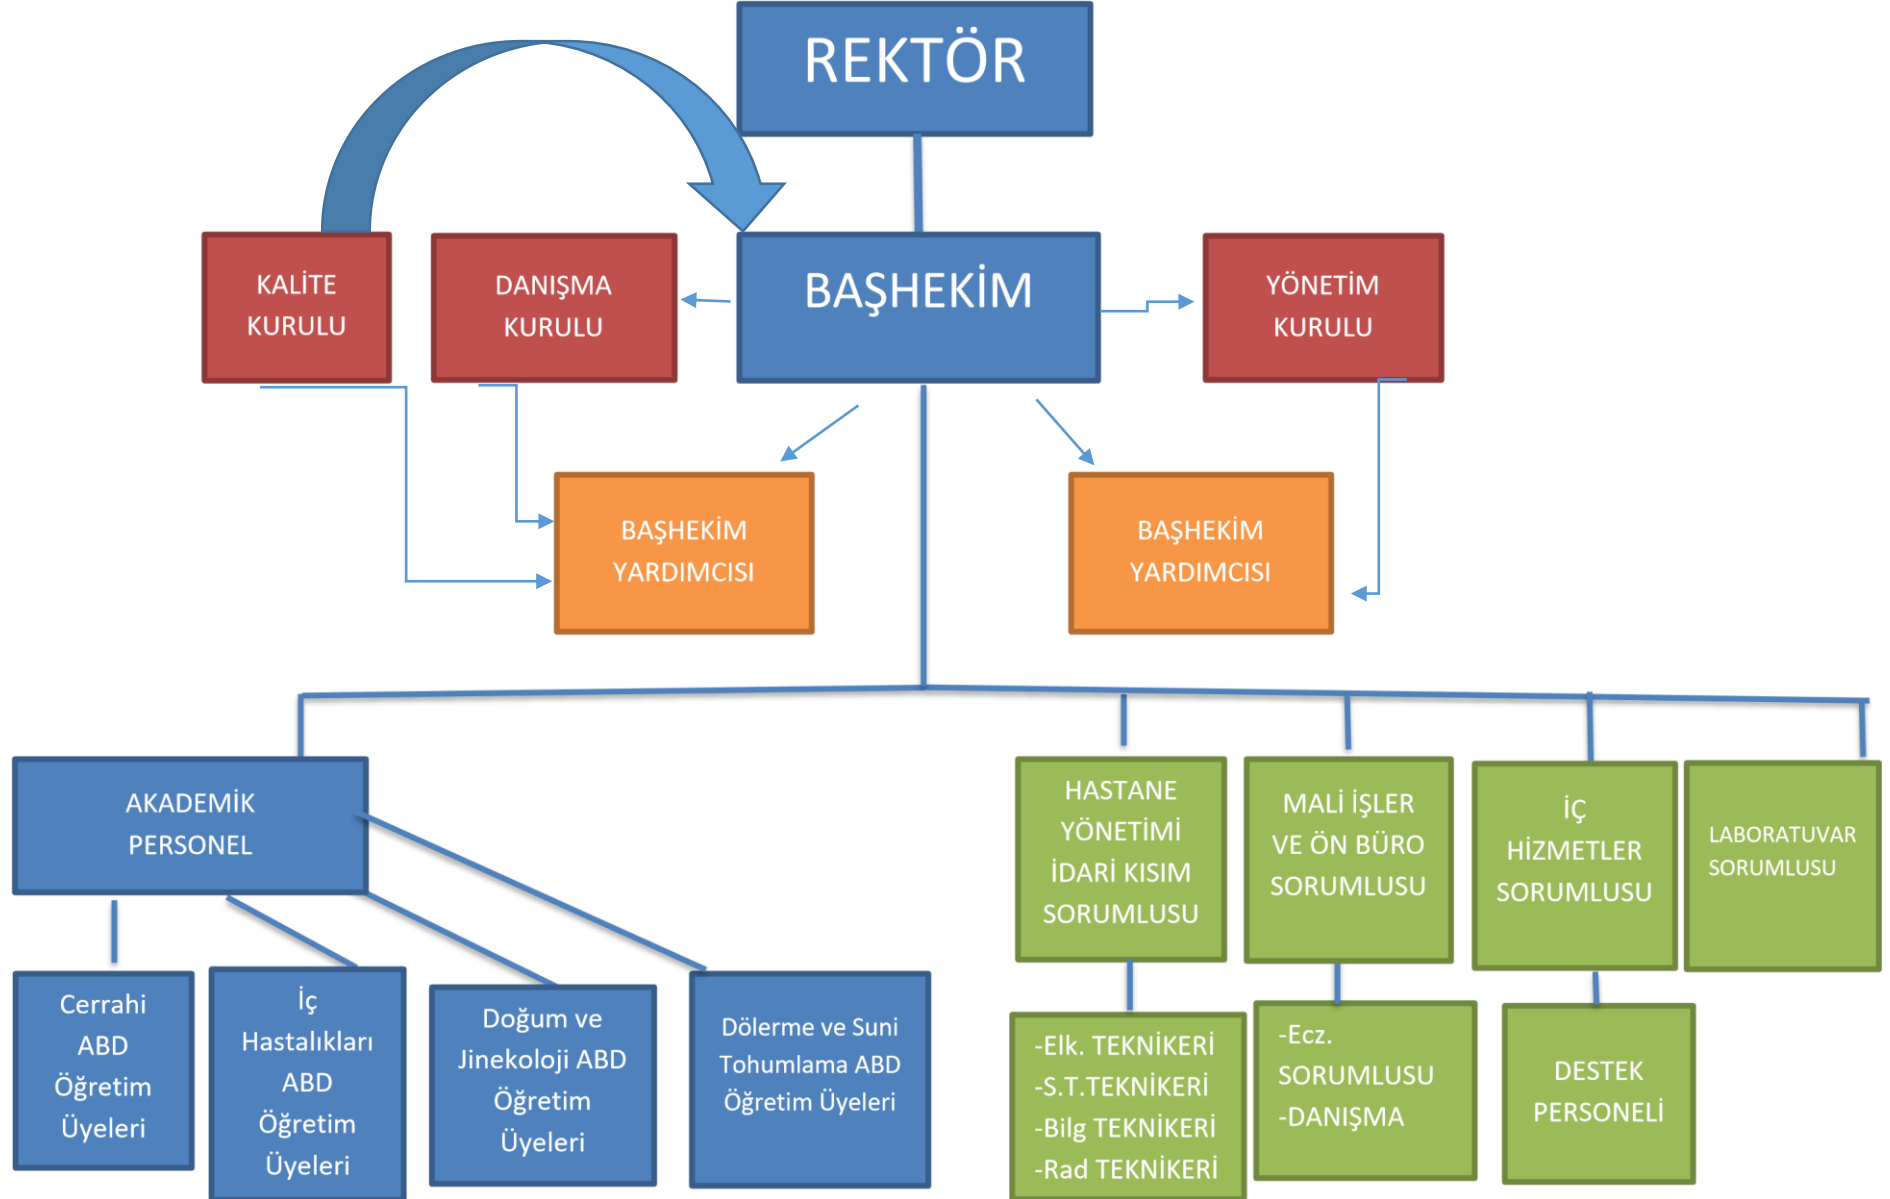 REKTÖR
KALİTE
KURULU
DANIŞMA
KURULU
BAŞHEKİM
YÖNETİM
KURULU
BAŞHEKİM
YARDIMCISI
BAŞHEKİM
YARDIMCISI
AKADEMİK
PERSONEL
HASTANE
YÖNETİMİ
İDARİ KISIM
SORUMLUSU
MALİ İŞLER
VE ÖN BÜRO
SORUMLUSU
İÇ
HİZMETLER
SORUMLUSU
LABORATUVAR
SORUMLUSU
Cerrahi
ABD
Öğretim
Üyeleri
İç
Hastalıkları
ABD
Öğretim
Üyeleri
Doğum ve
Jinekoloji ABD
Öğretim
Üyeleri
Dölerme ve Suni
Tohumlama ABD
Öğretim Üyeleri
-Elk. TEKNİKERİ
-S.T.TEKNİKERİ
-Bilg TEKNİKERİ
-Rad TEKNİKERİ
-Ecz.
SORUMLUSU
-DANIŞMA
DESTEK
PERSONELİ